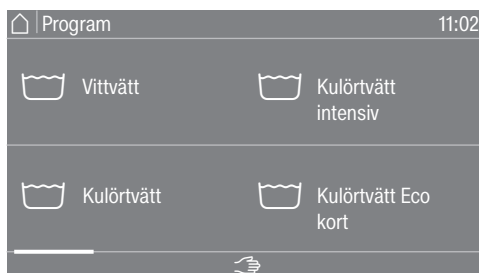 Program 11:02
Vittvätt
Kulörtvätt
intensiv
Kulörtvätt
Kulörtvätt Eco
kort